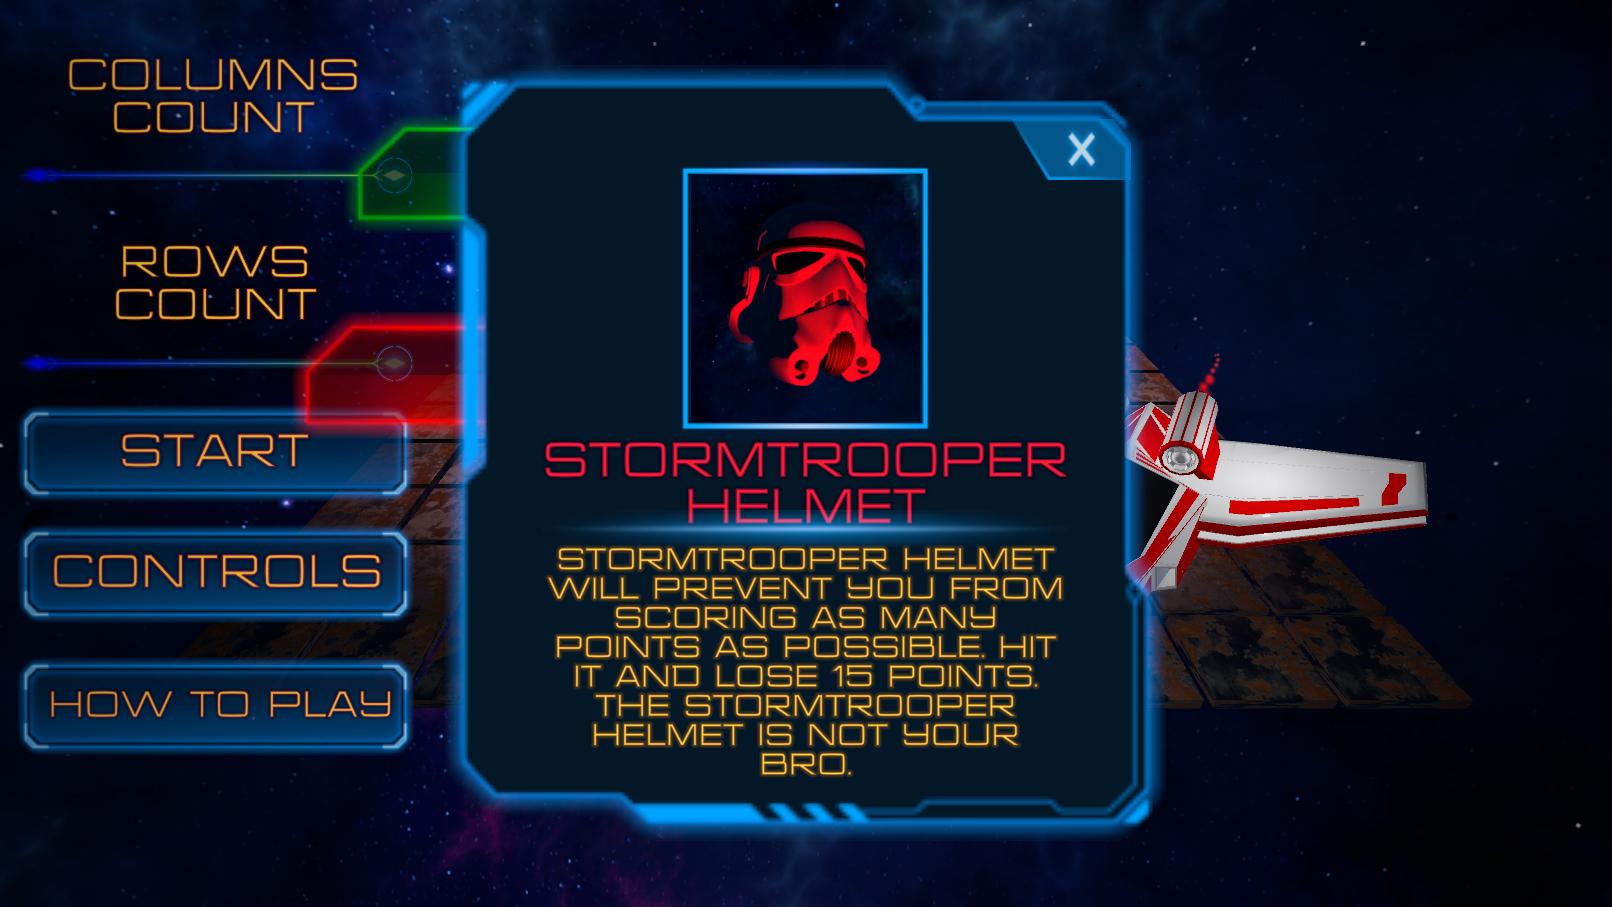 COLUMNS
COUNT
ROWS
COUNT
START
CONTROLS
HOW TO PLAY
X
STORMTROOPER
HELMET
STORMTROOPER HELMET
WILL PREVENT YOU FROM
SCORING AS MANY
POINTS AS POSSIBLE. HIT
IT AND LOSE 15 POINTS.
THE STORMTROOPER
HELMET IS NOT YOUR
BRO.